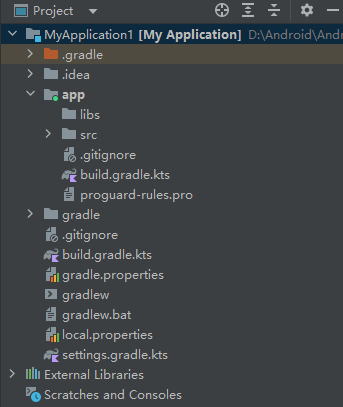 Project
MyApplication1 [My Application] D:\Android\And
.gradle
.idea
app
libs
src
.gitignore
build.gradle.kts
proguard-rules.pro
gradle
.gitignore
build.gradle.kts
gradle.properties
gradlew
gradlew.bat
local.properties
settings.gradle.kts
External Libraries
Scratches and Consoles